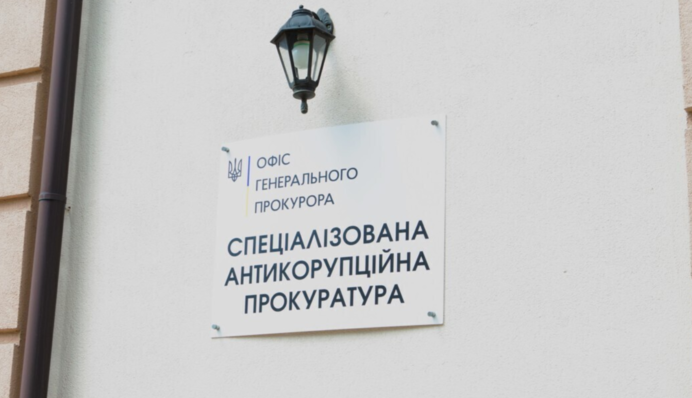 ОФІС
ГЕНЕРАЛЬНОГО
ПРОКУРОРА
СПЕЦІАЛІЗОВАНА
АНТИКОРУПЦІЙНА
ПРОКУРАТУРА